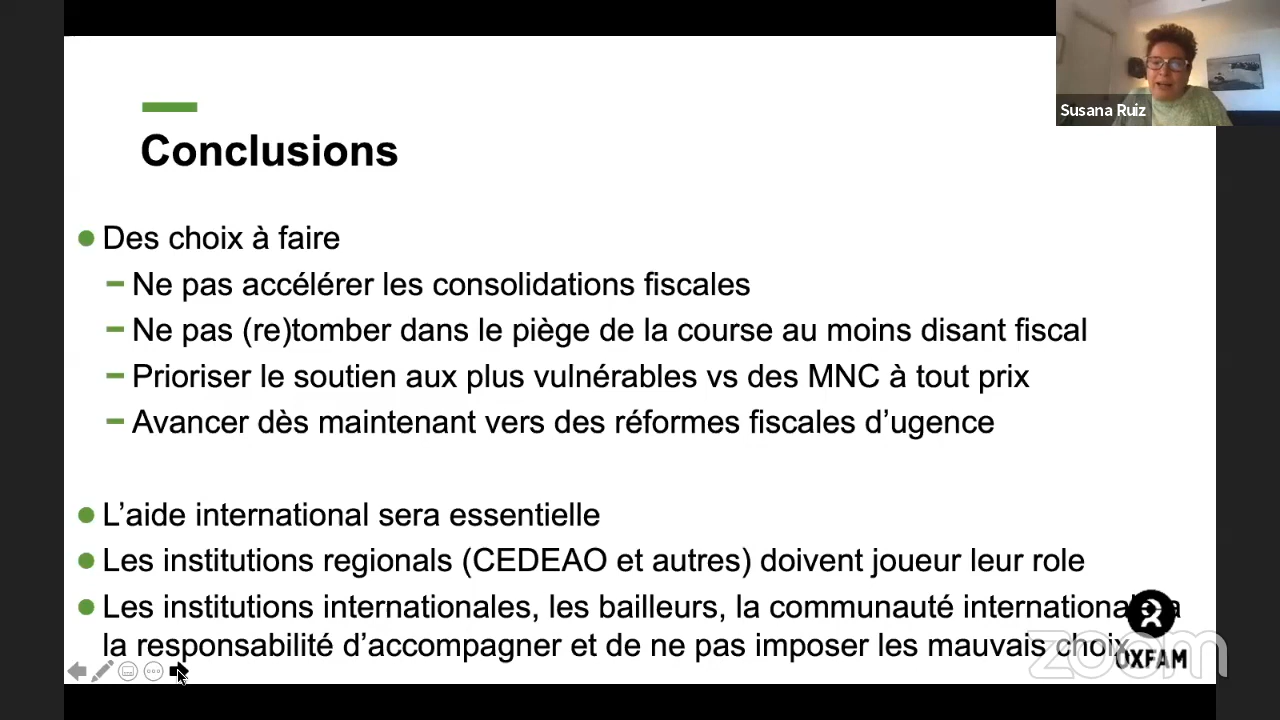 Susana Ruiz
Conclusions
Des choix à faire
Ne pas accélérer les consolidations fiscales
Ne pas (re)tomber dans le piège de la course au moins disant fiscal
Prioriser le soutien aux plus vulnérables vs des MNC à tout prix
Avancer dès maintenant vers des réformes fiscales d’ugence
L’aide international sera essentielle
Les institutions regionals (CEDEAO et autres) doivent joueur leur role
Les institutions internationales, les bailleurs, la communauté internationale a
la responsabilité d’accompagner et de ne pas imposer les mauvais choix
zoom
OXFAM